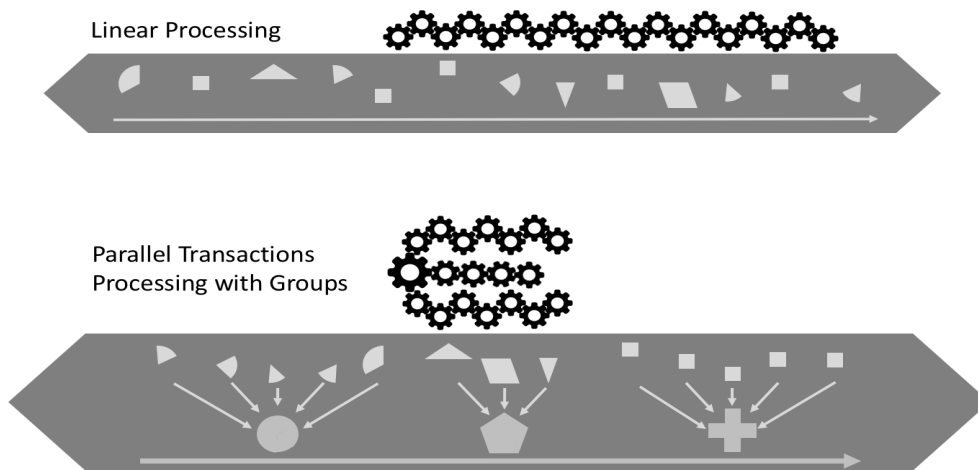 Linear Processing
Parallel Transactions
Processing with Groups